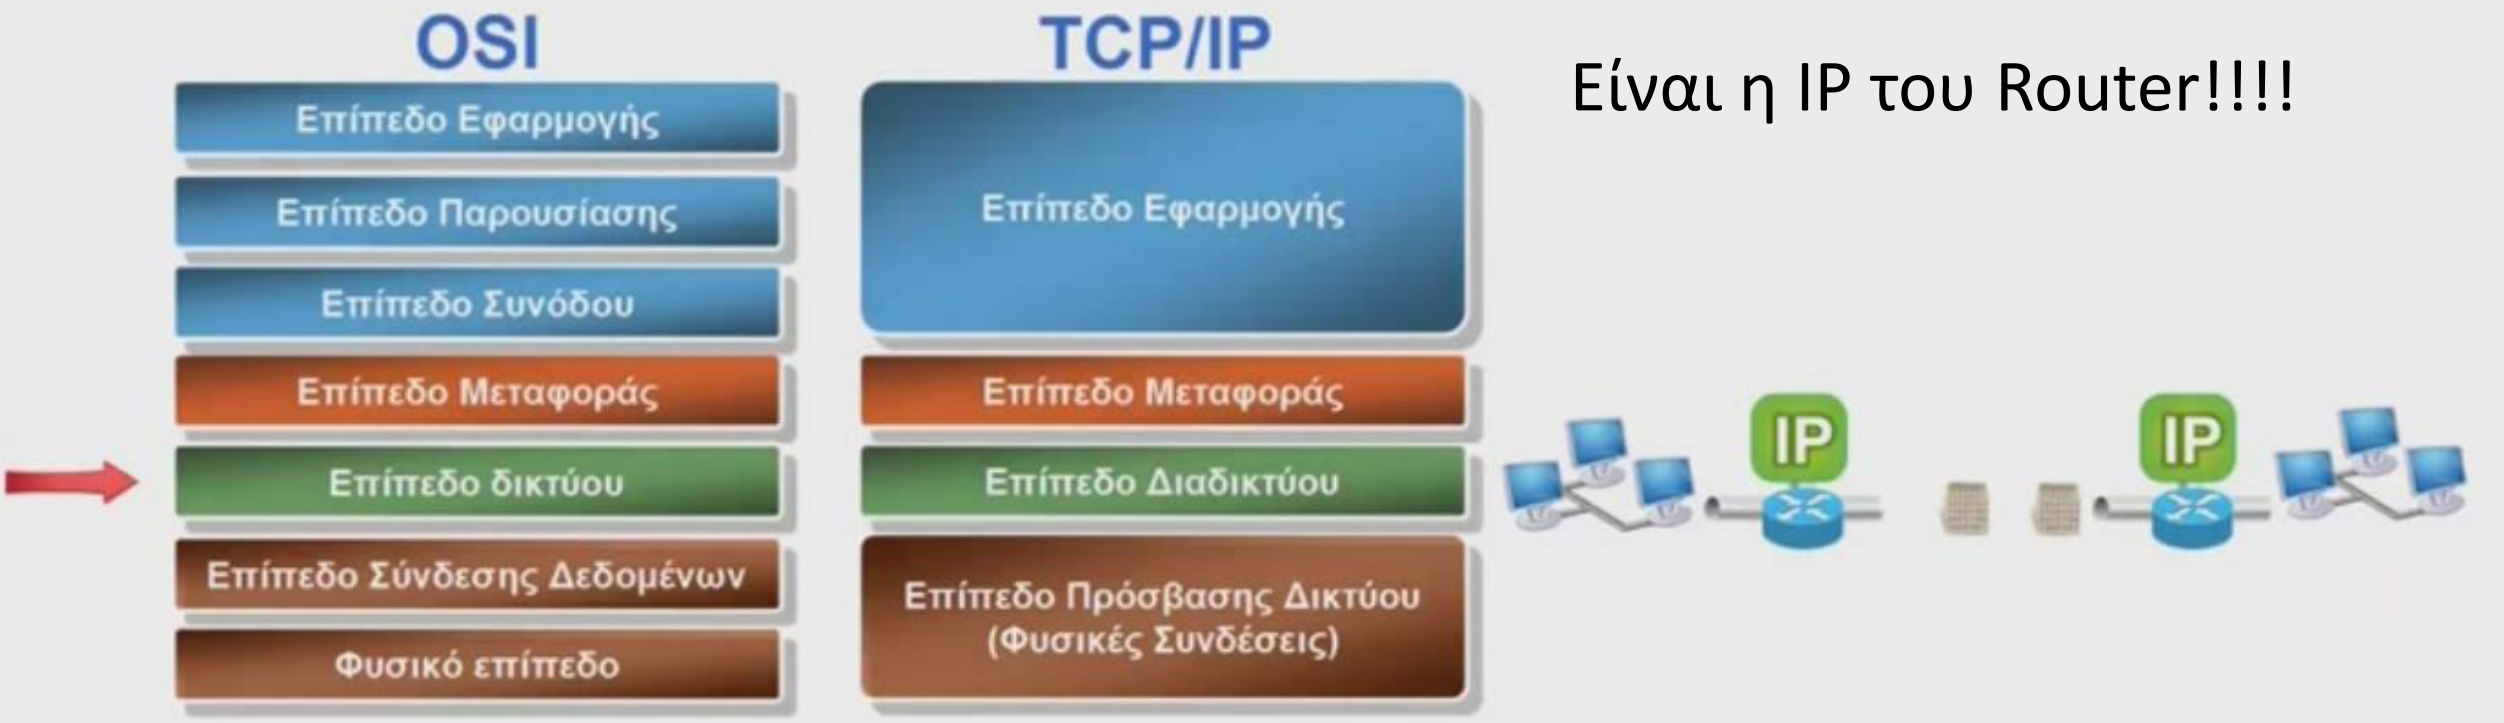 OSI
Επίπεδο Εφαρμογής
Επίπεδο Παρουσίασης
Επίπεδο Συνόδου
Επίπεδο Μεταφοράς
Επίπεδο δικτύου
Επίπεδο Σύνδεσης Δεδομένων
Φυσικό επίπεδο
TCP/IP
Επίπεδο Εφαρμογής
Επίπεδο Μεταφοράς
Επίπεδο Διαδικτύου
Επίπεδο Πρόσβασης Δικτύου
(Φυσικές Συνδέσεις)
Είναι η IP του Router!!!!
IP
IP